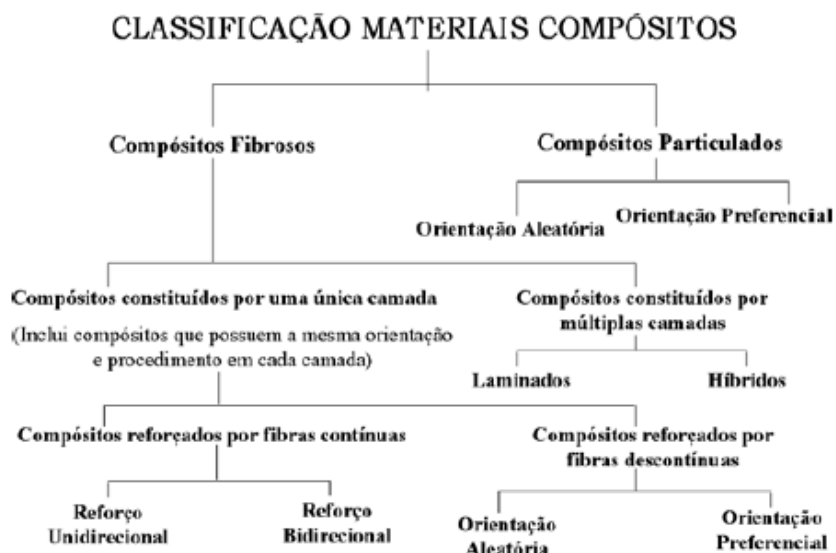 CLASSIFICAÇÃO MATERIAIS COMPÓSITOS
Compósitos Fibrosos
Compósitos Particulados
Orientação Aleatória
Orientação Preferencial
Compósitos constituídos por uma única camada
(Inclui compósitos que possuem a mesma orientação
e procedimento em cada camada)
Compósitos constituídos por
múltiplas camadas
Laminados
Híbridos
Compósitos reforçados por fibras contínuas
Compósitos reforçados por
fibras descontínuas
Reforço
Unidirecional
Reforço
Bidirecional
Orientação
Aleatória
Orientação
Preferencial